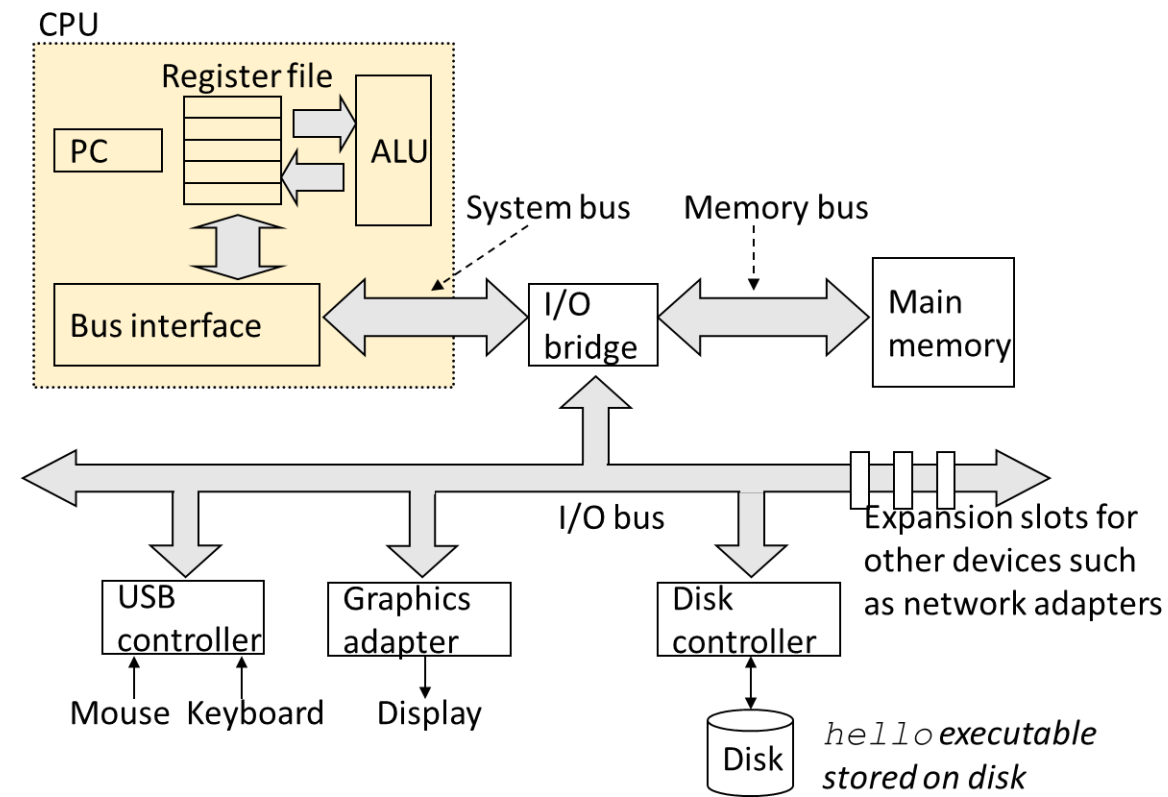 CPU
Register file
PC
ALU
System bus
Memory bus
Bus interface
I/O
bridge
Main
memory
I/O bus
Expansion slots for
other devices such
as network adapters
USB
controller
Graphics
adapter
Disk
controller
Mouse
Keyboard
Display
Disk
hello executable
stored on disk